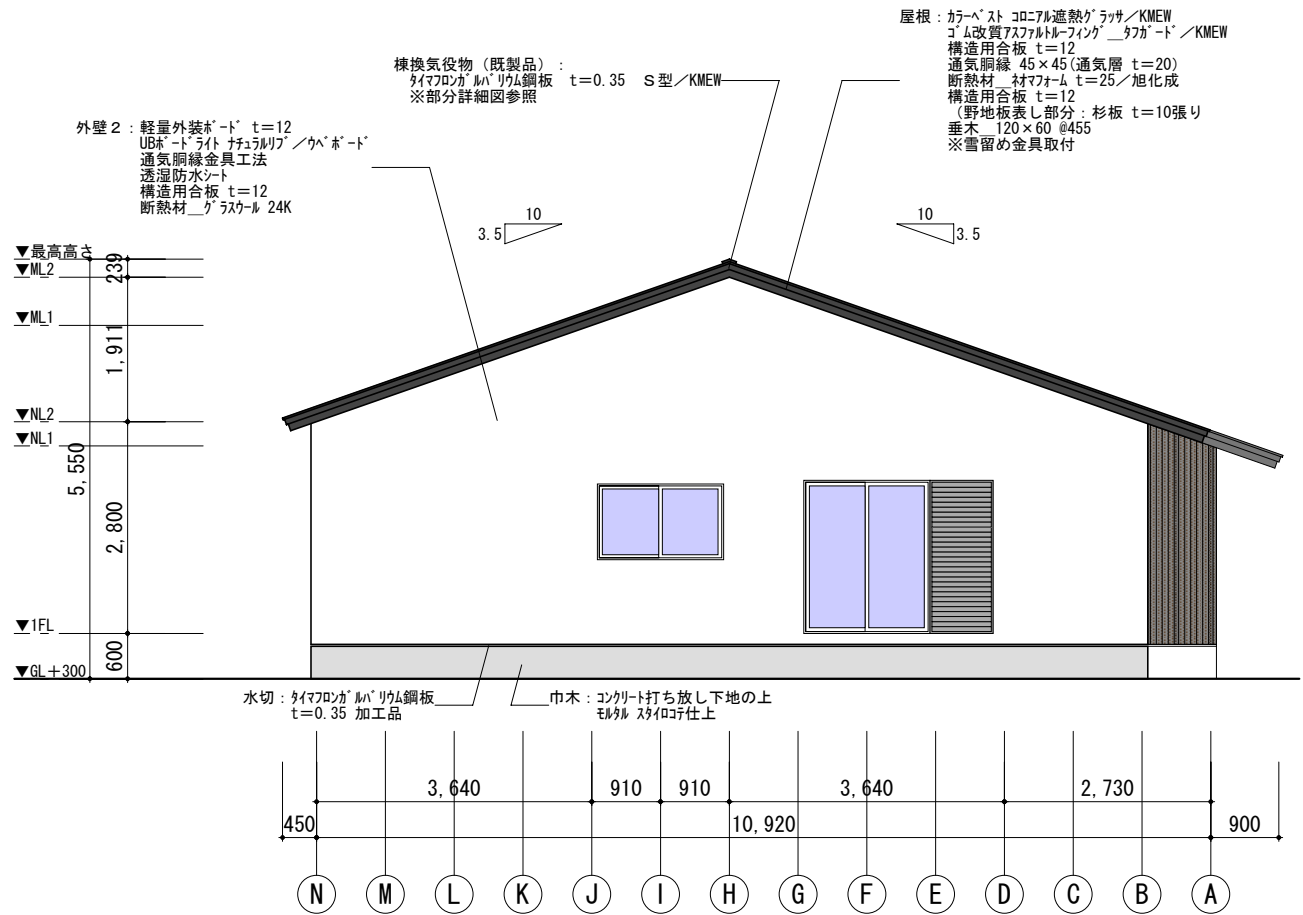 屋根：ｶﾗｰﾍﾞｽﾄ ｺﾛﾆｱﾙ遮熱ｸﾞﾗｯｻ／KMEW
ｺﾞﾑ改質ｱｽﾌｧﾙﾄﾙｰﾌｨﾝｸﾞ__ﾀﾌｶﾞｰﾄﾞ／KMEW
構造用合板 t＝12
通気胴縁 45×45(通気層 t＝20)
断熱材__ﾈｵﾏﾌｫｰﾑ t＝25／旭化成
構造用合板 t＝12
（野地板表し部分：杉板 t＝10張り
垂木__120×60 @455
※雪留め金具取付
棟換気役物（既製品）：
ﾀｲﾏﾌﾛﾝｶﾞﾙﾊﾞﾘｳﾑ鋼板 t＝0.35 Ｓ型／KMEW
※部分詳細図参照
外壁２：軽量外装ﾎﾞｰﾄﾞ t＝12
UBﾎﾞｰﾄﾞﾗｲﾄ ﾅﾁｭﾗﾙﾘﾌﾞ／ｳﾍﾞﾎﾞｰﾄﾞ
通気胴縁金具工法
透湿防水ｼｰﾄ
構造用合板 t＝12
断熱材__ｸﾞﾗｽｳｰﾙ 24K
10
3.5
10
3.5
▼最高高さ
▼ML2
▼ML1
▼NL2
▼NL1
▼1FL
▼GL＋300
239
1,911
5,550
2,800
600
水切：ﾀｲﾏﾌﾛﾝｶﾞﾙﾊﾞﾘｳﾑ鋼板
t＝0.35 加工品
巾木：ｺﾝｸﾘｰﾄ打ち放し下地の上
ﾓﾙﾀﾙ ｽﾀｲﾛｺﾃ仕上
3,640
910
910
3,640
2,730
450
10,920
900
N
M
L
K
J
I
H
G
F
E
D
C
B
A